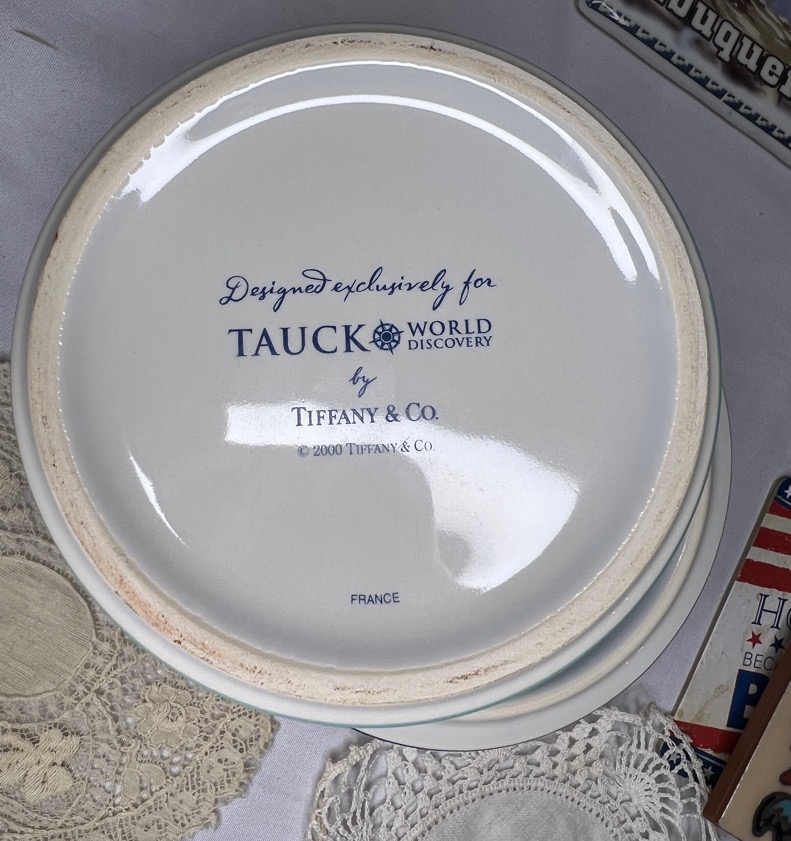 Designed exclusively for
TAUCK WORLD DISCOVERY
by
TIFFANY & CO.
© 2000 TIFFANY & CO.
FRANCE